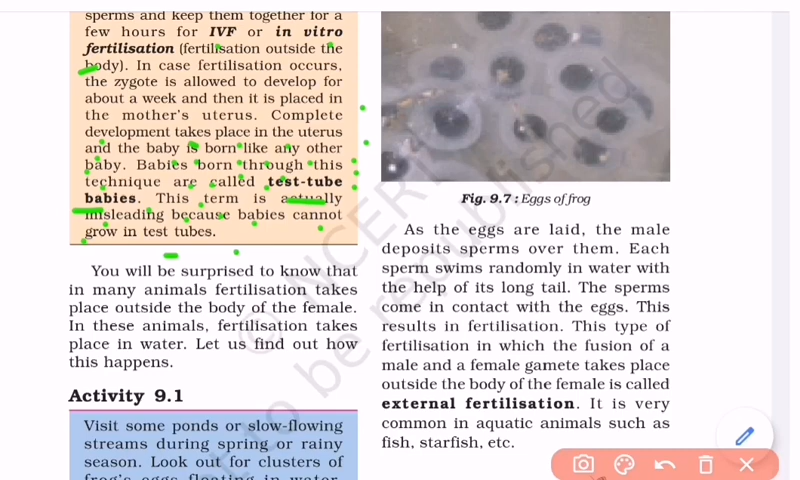 sperms and keep them together for a
few hours for IVF or in vitro
fertilisation (fertilisation outside the
body). In case fertilisation occurs,
the zygote is allowed to develop for
about a week and then it is placed in
the mother's uterus. Complete
development takes place in the uterus
and the baby is born like any other
baby. Babies born through this
technique are called test-tube
babies. This term is actually
misleading because babies cannot
grow in test tubes.
You will be surprised to know that
in many animals fertilisation takes
place outside the body of the female.
In these animals, fertilisation takes
place in water. Let us find out how
this happens.
Activity 9.1
Visit some ponds or slow-flowing
streams during spring or rainy
season. Look out for clusters of
frog's eggs floating in water.
Fig. 9.7 : Eggs of frog
As the eggs are laid, the male
deposits sperms over them. Each
sperm swims randomly in water with
the help of its long tail. The sperms
come in contact with the eggs. This
results in fertilisation. This type of
fertilisation in which the fusion of a
male and a female gamete takes place
outside the body of the female is called
external fertilisation. It is very
common in aquatic animals such as
fish, starfish, etc.
© NCERT
to be republished